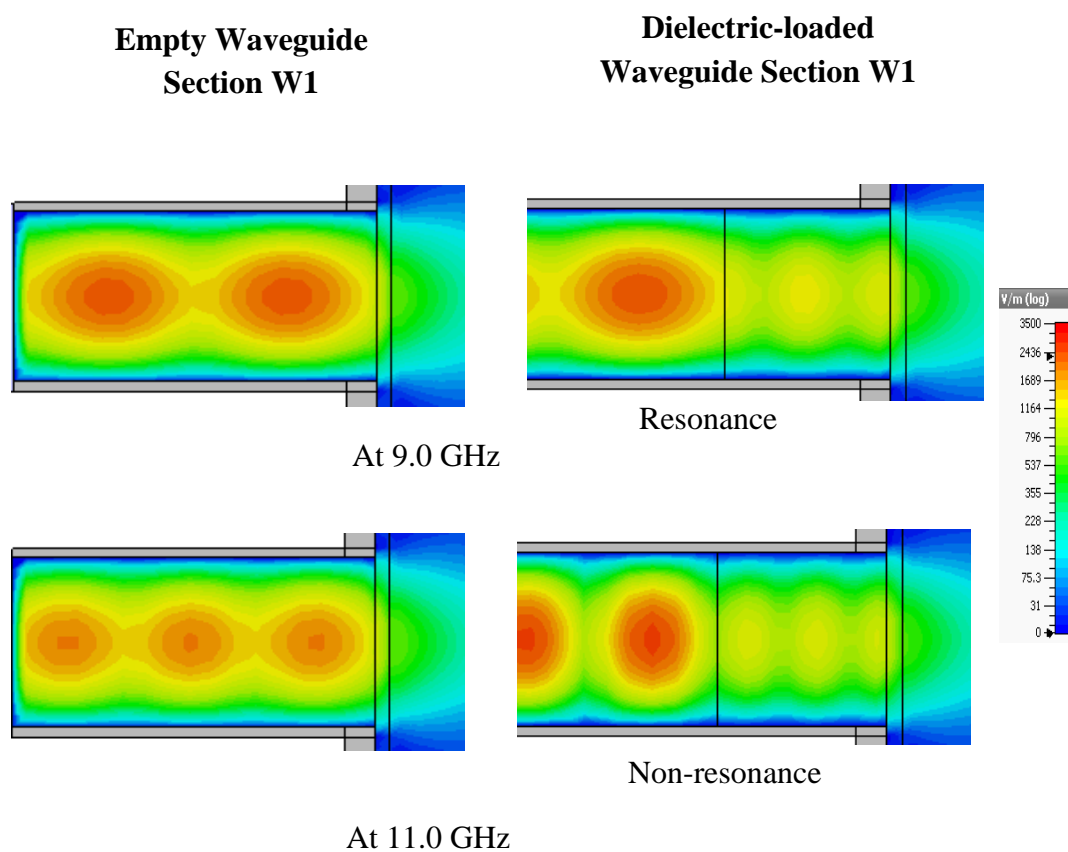 Empty Waveguide
Section W1
Dielectric-loaded
Waveguide Section W1
Resonance
At 9.0 GHz
V/m (log)
3500
2436
1689
1164
796
537
355
228
138
75.3
31
0
Non-resonance
At 11.0 GHz